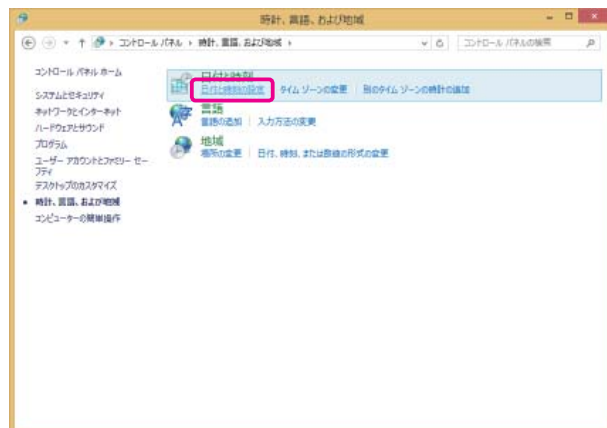 時計、言語、および地域
コントロール パネル ▸ 時計、言語、および地域 ▸
コントロール パネルの検索
コントロール パネル ホーム
システムとセキュリティ
ネットワークとインターネット
ハードウェアとサウンド
プログラム
ユーザー アカウントとファミリー セー
フティ
デスクトップのカスタマイズ
時計、言語、および地域
コンピューターの簡単操作
日付と時刻
日付と時刻の設定 タイム ゾーンの変更 別のタイム ゾーンの時計の追加
言語
言語の追加 入力方法の変更
地域
場所の変更 日付、時刻、または数値の形式の変更